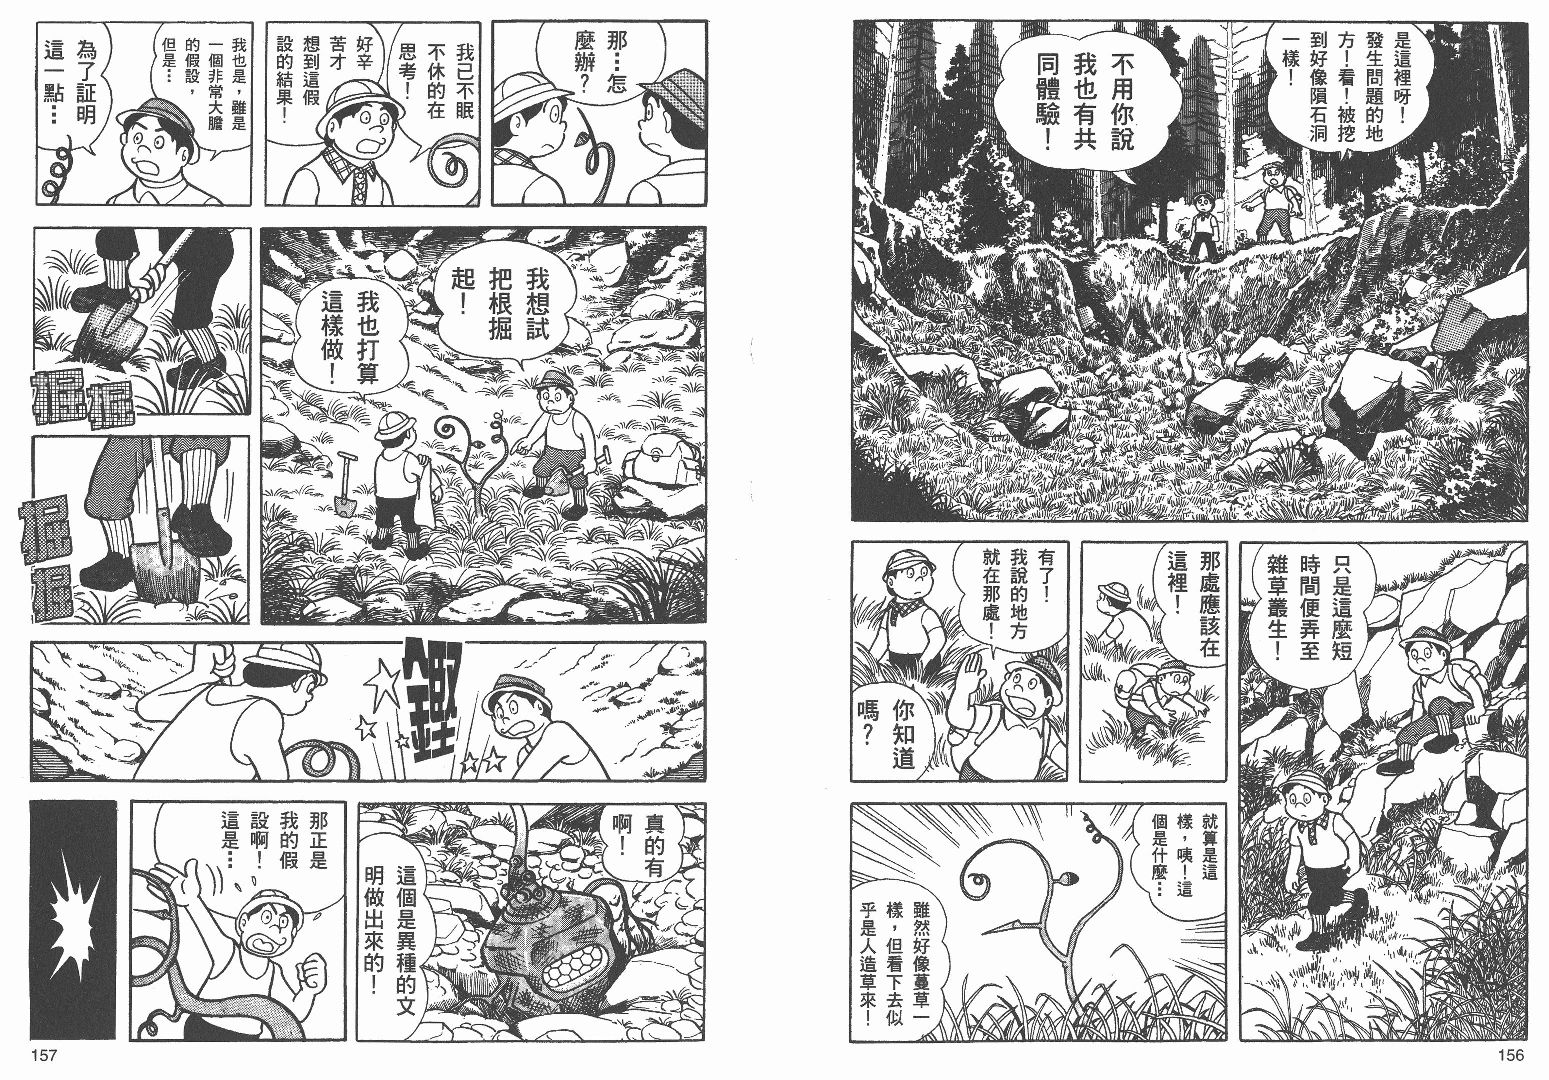 是這裡呀！
發生問題的地
方！看！被挖
到好像隕石洞
一樣！
不用你說
我也有共
同體驗！
只是這麼短
時間便弄至
雜草叢生！
那處應該在
這裡！
有了！
我說的地方
就在那處！
你知道
嗎？
就算是這
樣，咦！這
個是什麼…
雖然好像蔓草一
樣，但看下去似
乎是人造草來！
156
那…怎
麼辦？
我已不眠
不休的在
思考！
好辛
苦才
想到這假
設的結果！
我也是，雖是
一個非常大膽
的假設，
但是…
為了証明
這一點…
我想試
把根掘
起！
我也打算
這樣做！
掘
掘
掘
掘
鏗
真的有
啊！
這個是異種的文
明做出來的！
那正是
我的假
設啊！
這是…
157